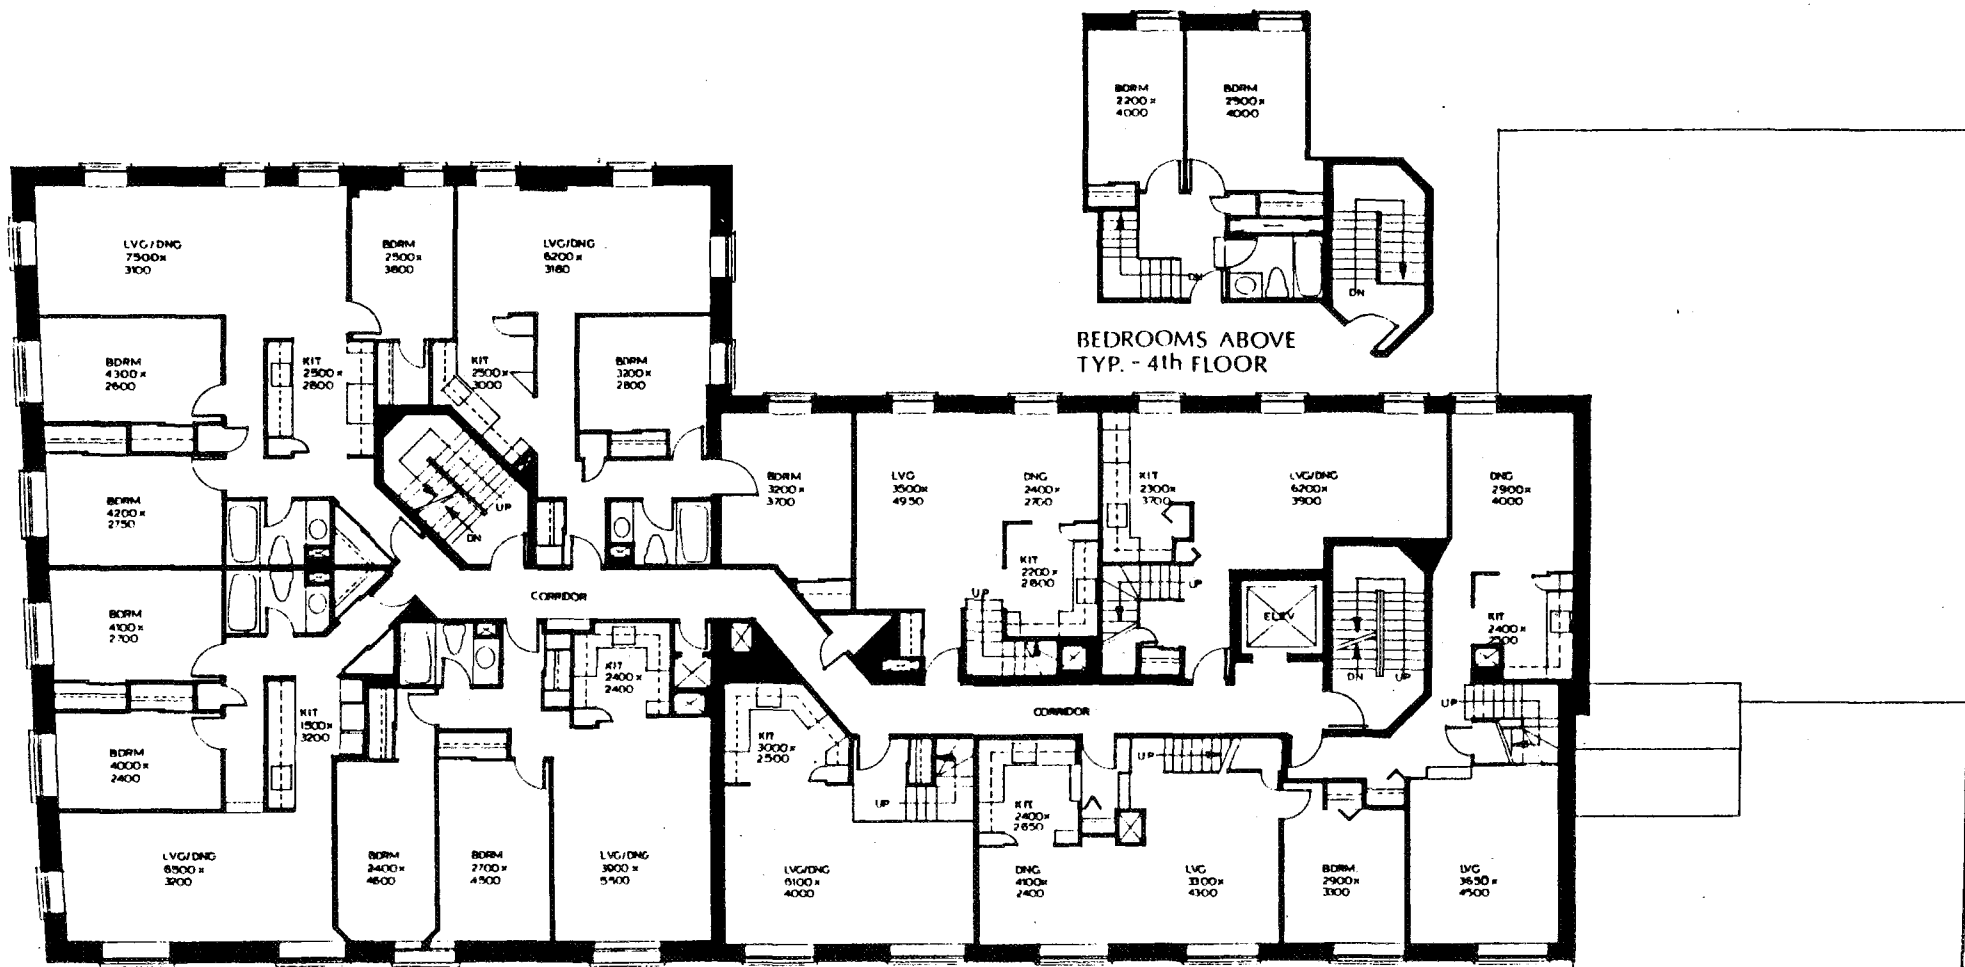 BDRM
2200 x
4000
BDRM
2900 x
4000
DN
DN
BEDROOMS ABOVE
TYP. - 4th FLOOR
LVG/DNG
7500 x
3100
BDRM
2500 x
3800
LVG/DNG
6200 x
3180
BDRM
4300 x
2600
KIT
2500 x
2800
KIT
2500 x
3000
BDRM
3200 x
2800
BDRM
4200 x
2750
UP
DN
BDRM
3200 x
3700
LVG
3500 x
4950
DNG
2400 x
2700
KIT
2300 x
3700
LVG/DNG
6200 x
3900
DNG
2900 x
4000
KIT
2200 x
2800
UP
UP
ELEV
DN
UP
KIT
2400 x
BDRM
4100 x
2700
CORRIDOR
KIT
2400 x
2400
CORRIDOR
UP
KIT
1500 x
3200
BDRM
4000 x
2400
KIT
3000 x
2500
UP
KIT
2400 x
2650
UP
LVG/DNG
6500 x
3200
BDRM
2400 x
4600
BDRM
2700 x
4500
LVG/DNG
3900 x
LVG/DNG
6100 x
4000
DNG
4100 x
2400
LVG
3300 x
4300
BDRM
2900 x
3300
LVG
3650 x
4500